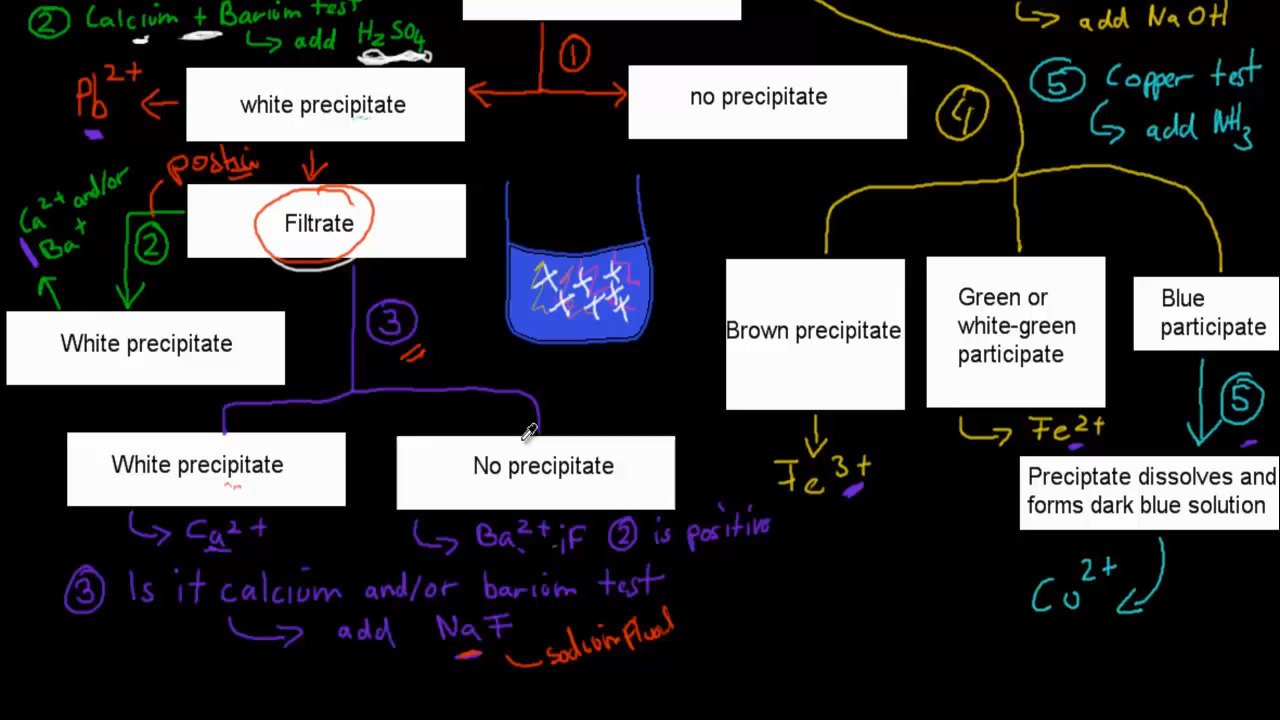 ② Calcium + Barium test
↳ add H₂SO₄
①
white precipitate
Pb²⁺
no precipitate
④
↳ add NaOH
⑤ Copper test
↳ add NH₃
Filtrate
Ca²⁺ and/or
Ba⁺
②
③
White precipitate
Brown precipitate
Green or
white-green
participate
Blue
participate
⑤
White precipitate
No precipitate
Fe³⁺
Fe²⁺
Preciptate dissolves and
forms dark blue solution
↳ Ca²⁺
↳ Ba²⁺ if ② is positive
Cu²⁺
③ Is it calcium and/or barium test
add NaF